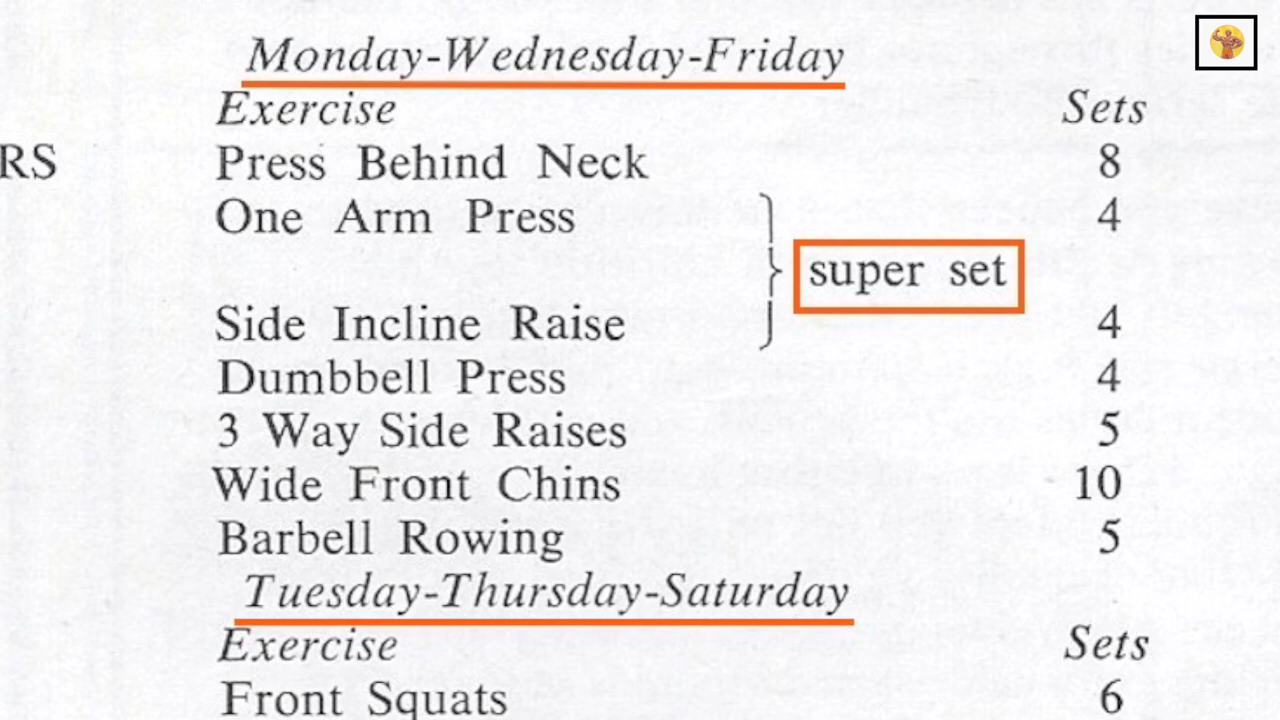 Monday-Wednesday-Friday
Exercise Sets
RS Press Behind Neck 8
One Arm Press 4
super set
Side Incline Raise 4
Dumbbell Press 4
3 Way Side Raises 5
Wide Front Chins 10
Barbell Rowing 5
Tuesday-Thursday-Saturday
Exercise Sets
Front Squats 6